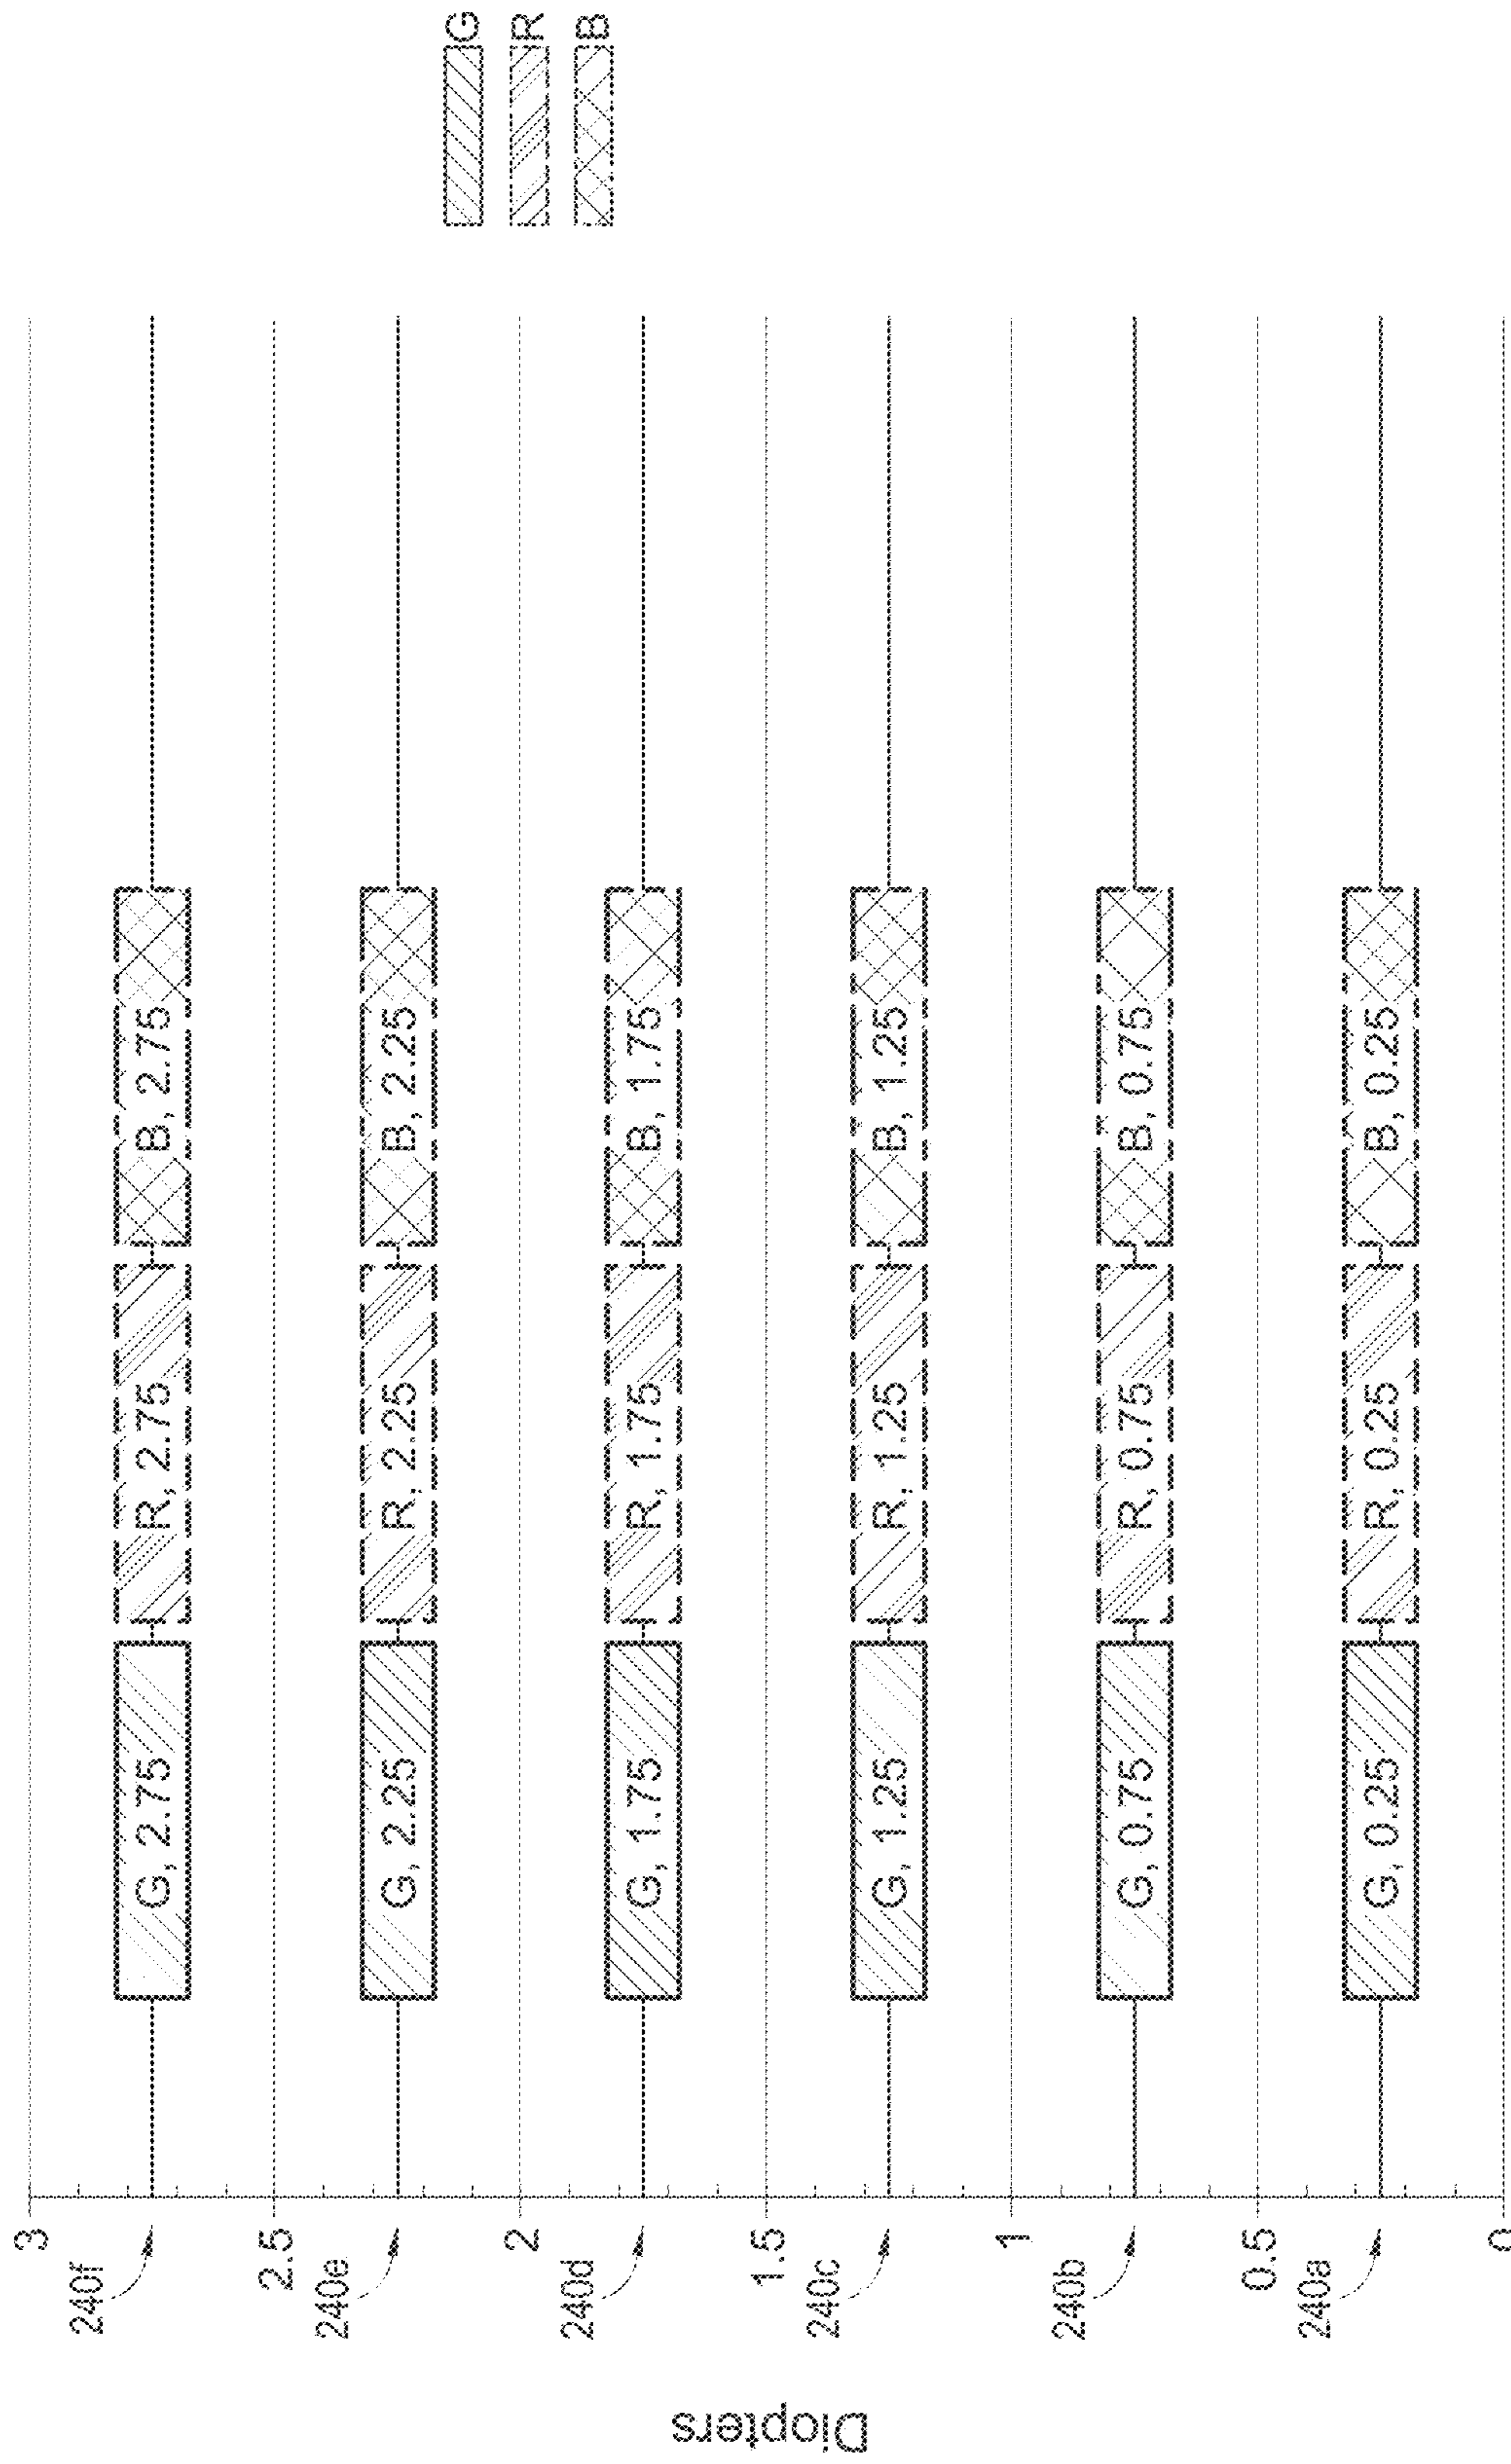 Diopters
3
240f
G, 2.75 R, 2.75 B, 2.75
2.5
240e
G, 2.25 R, 2.25 B, 2.25
2
240d
G, 1.75 R, 1.75 B, 1.75
1.5
240c
G, 1.25 R, 1.25 B, 1.25
1
240b
G, 0.75 R, 0.75 B, 0.75
0.5
240a
G, 0.25 R, 0.25 B, 0.25
0
G
R
B